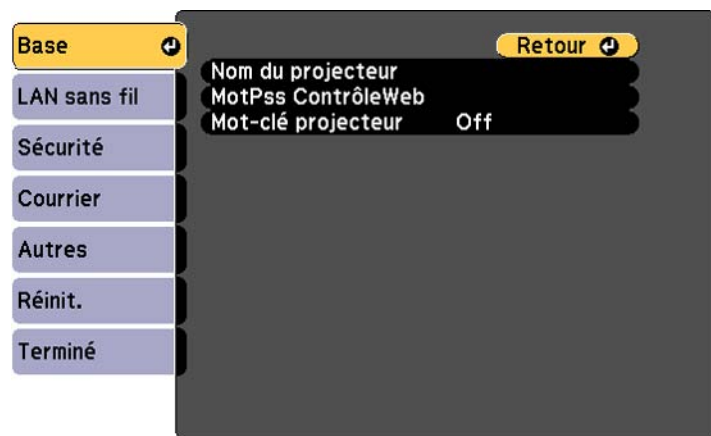 Base
LAN sans fil
Sécurité
Courrier
Autres
Réinit.
Terminé
Retour
Nom du projecteur
MotPss ContrôleWeb
Mot-clé projecteur Off